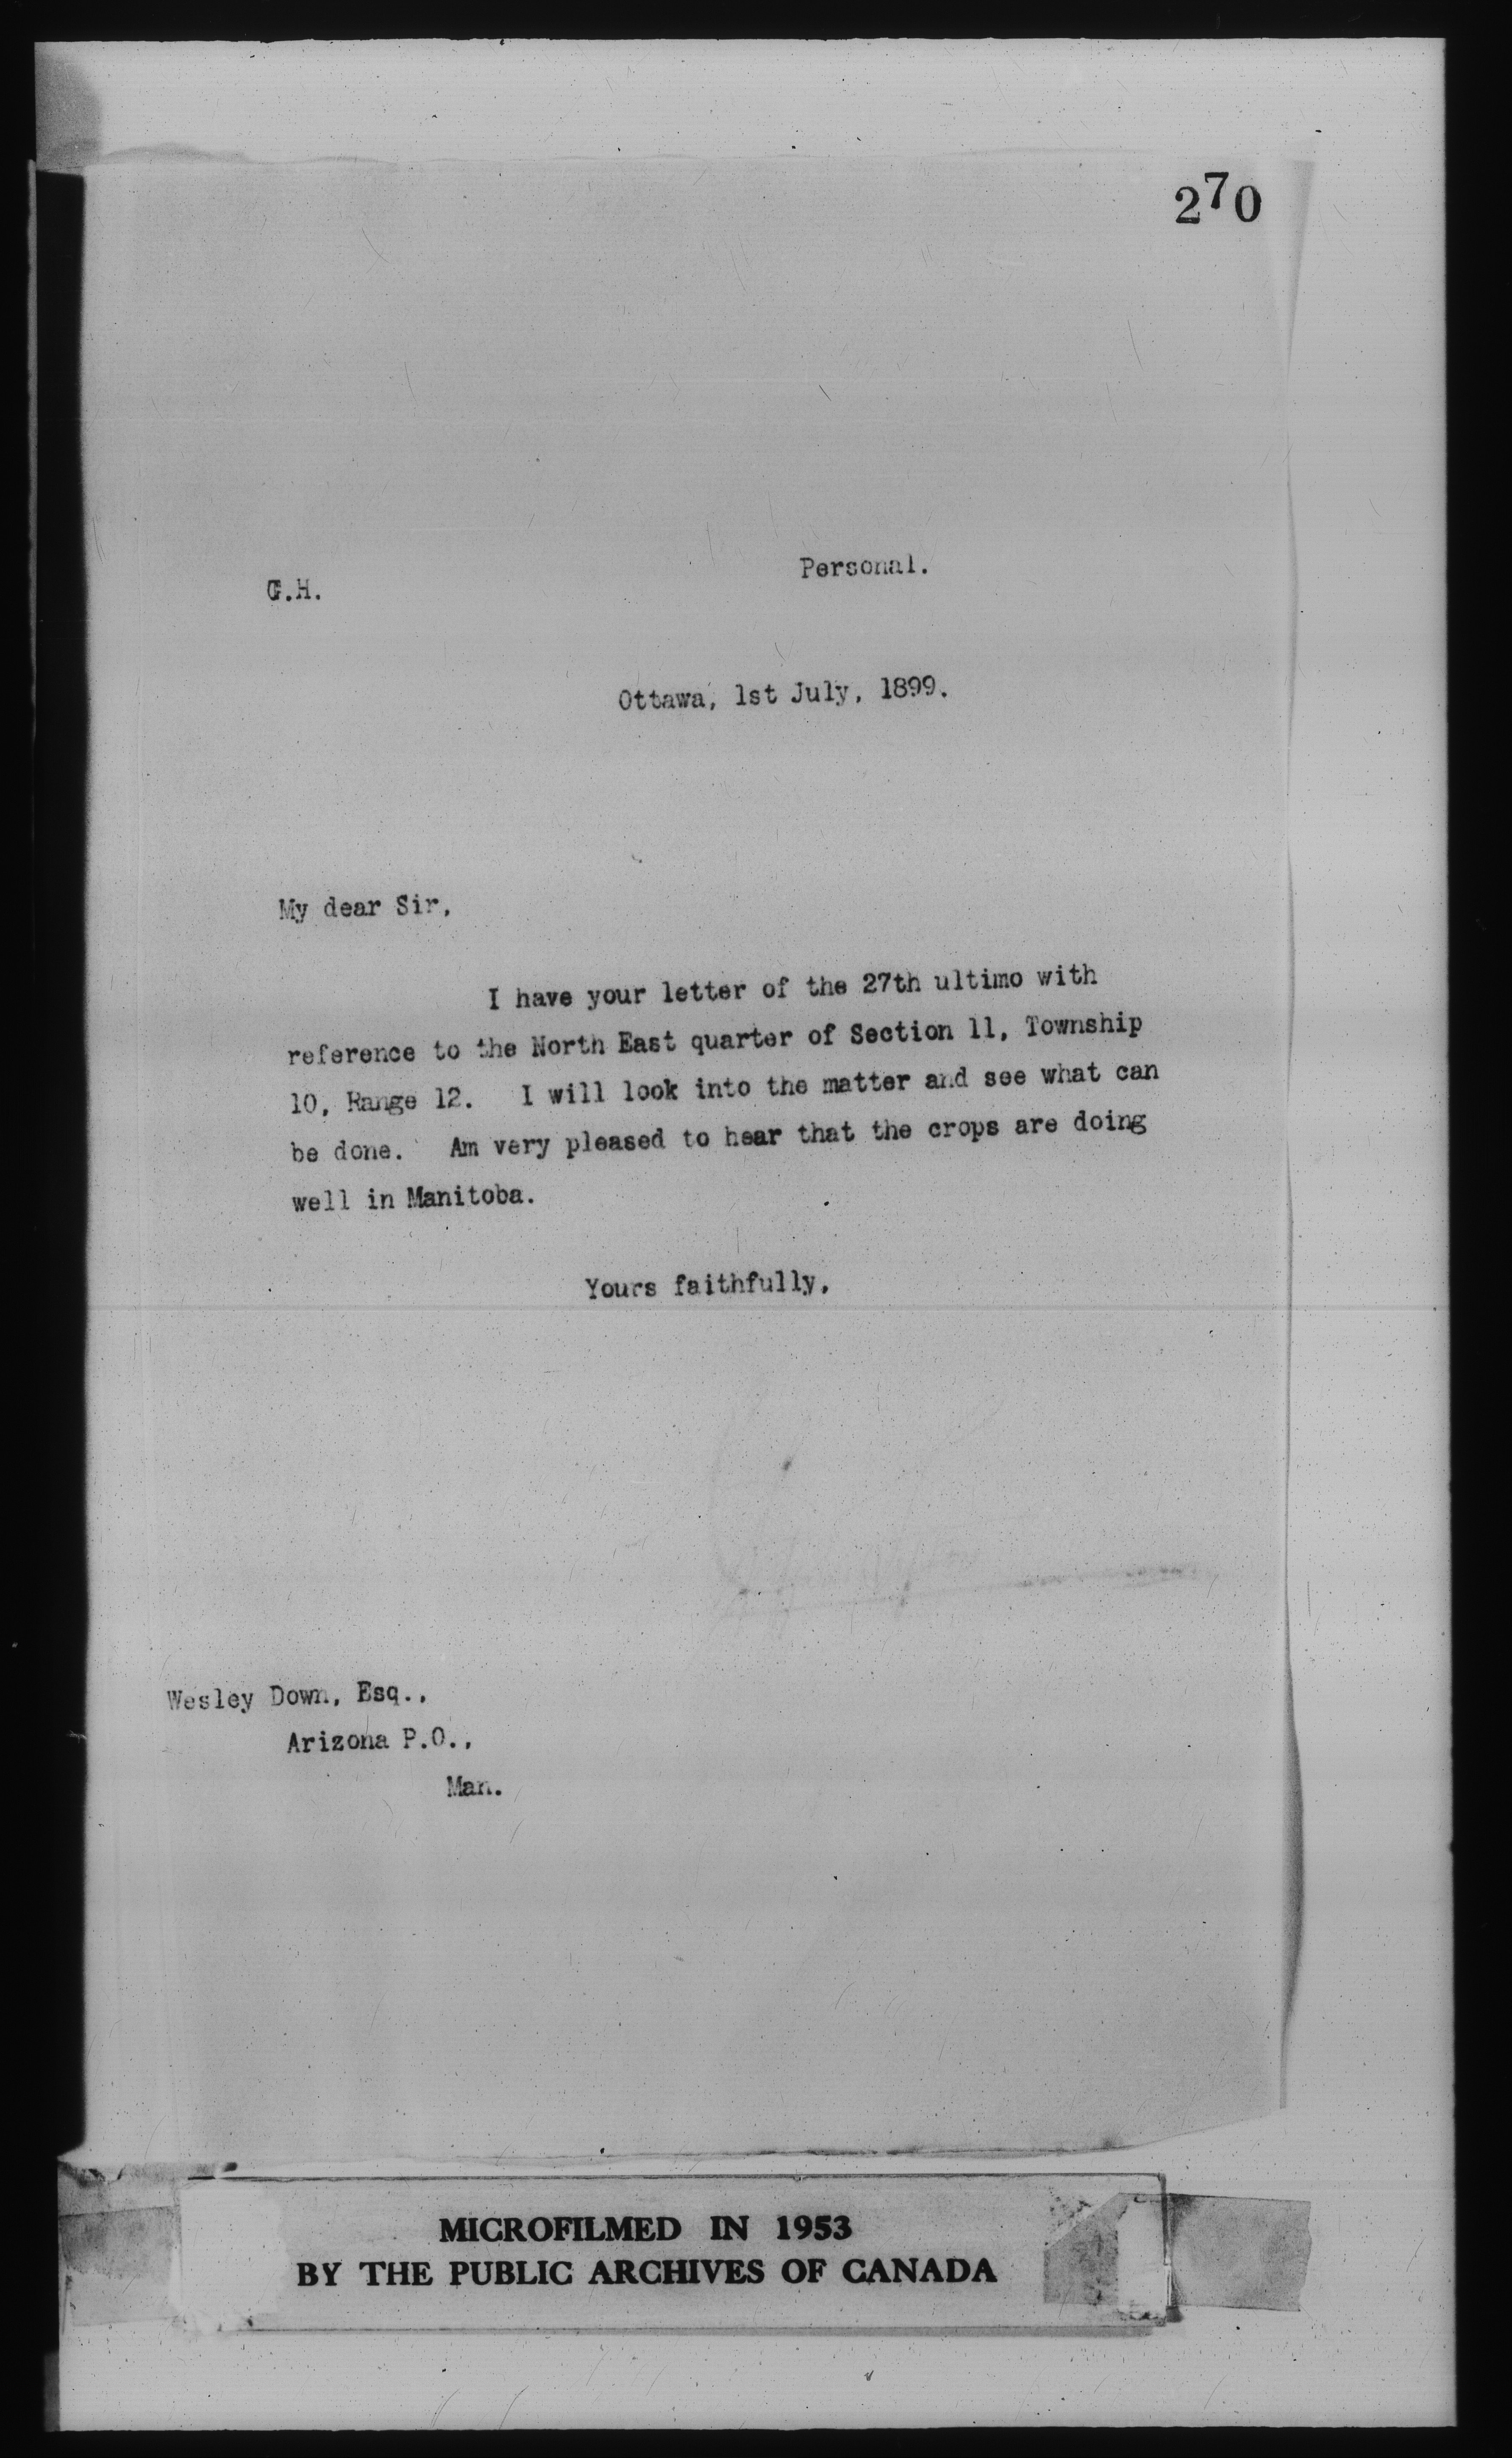 270
Personal.
G.H.
Ottawa, 1st July, 1899.
My dear Sir,
I have your letter of the 27th ultimo with
reference to the North East quarter of Section 11, Township
10, Range 12. I will look into the matter and see what can
be done. Am very pleased to hear that the crops are doing
well in Manitoba.
Yours faithfully,
Wesley Down, Esq.,
Arizona P.O.,
Man.
MICROFILMED IN 1953
BY THE PUBLIC ARCHIVES OF CANADA